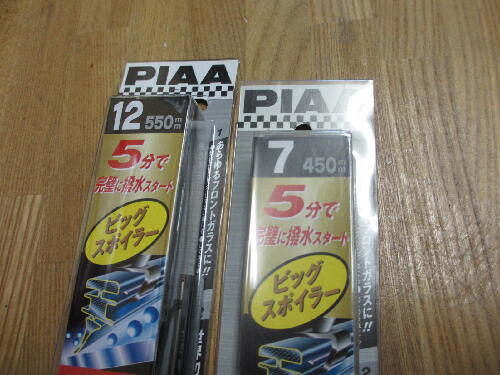 PIAA
12 550mm
5分で
完璧に撥水スタート
ビッグ
スポイラー
あらゆるフロントガラスに!!
PIAA
7 450mm
5分で
完璧に撥水スタート
ビッグ
スポイラー
フロントガラスに!!